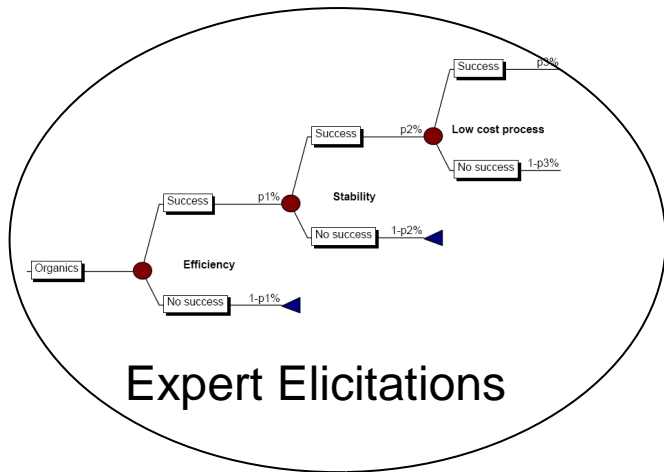 Success
p3%
Success
p2%
Low cost process
No success
1-p3%
Success
p1%
Stability
No success
1-p2%
Organics
Efficiency
No success
1-p1%
Expert Elicitations